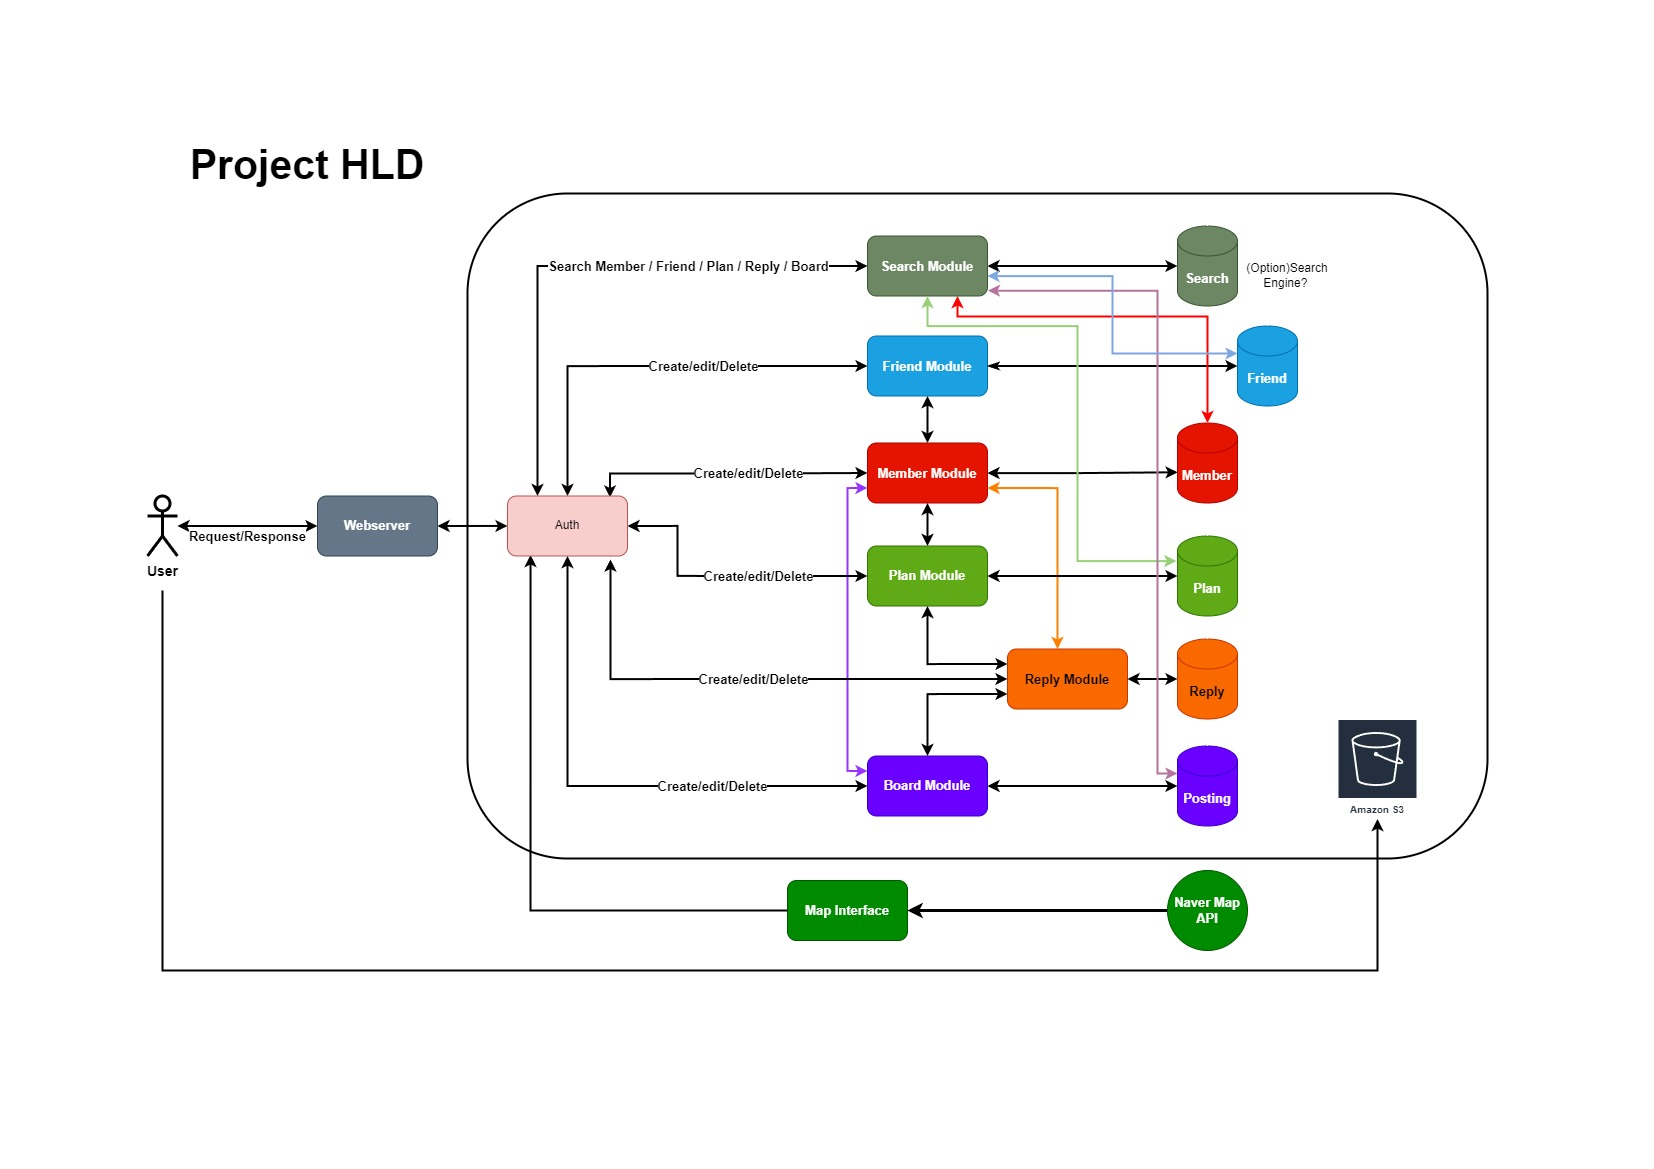 Project HLD
Search Member / Friend / Plan / Reply / Board
Search Module
Search
(Option)Search
Engine?
Create/edit/Delete
Friend Module
Friend
Create/edit/Delete
Member Module
Member
User
Request/Response
Webserver
Auth
Create/edit/Delete
Plan Module
Plan
Create/edit/Delete
Reply Module
Reply
Create/edit/Delete
Board Module
Posting
Amazon S3
Map Interface
Naver Map
API